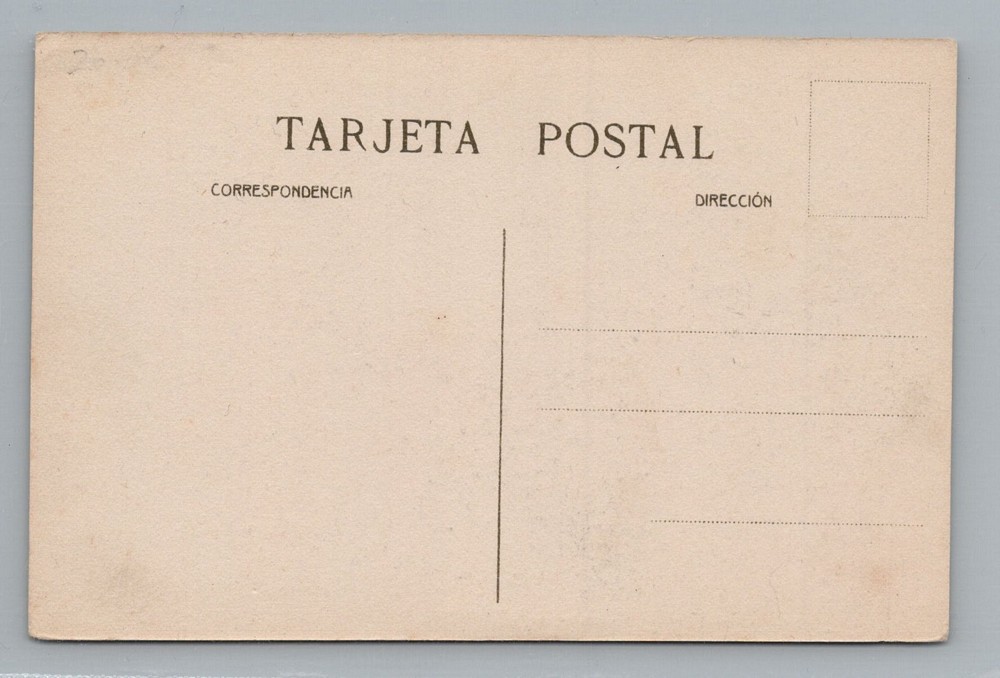 TARJETA POSTAL
CORRESPONDENCIA
DIRECCIÓN